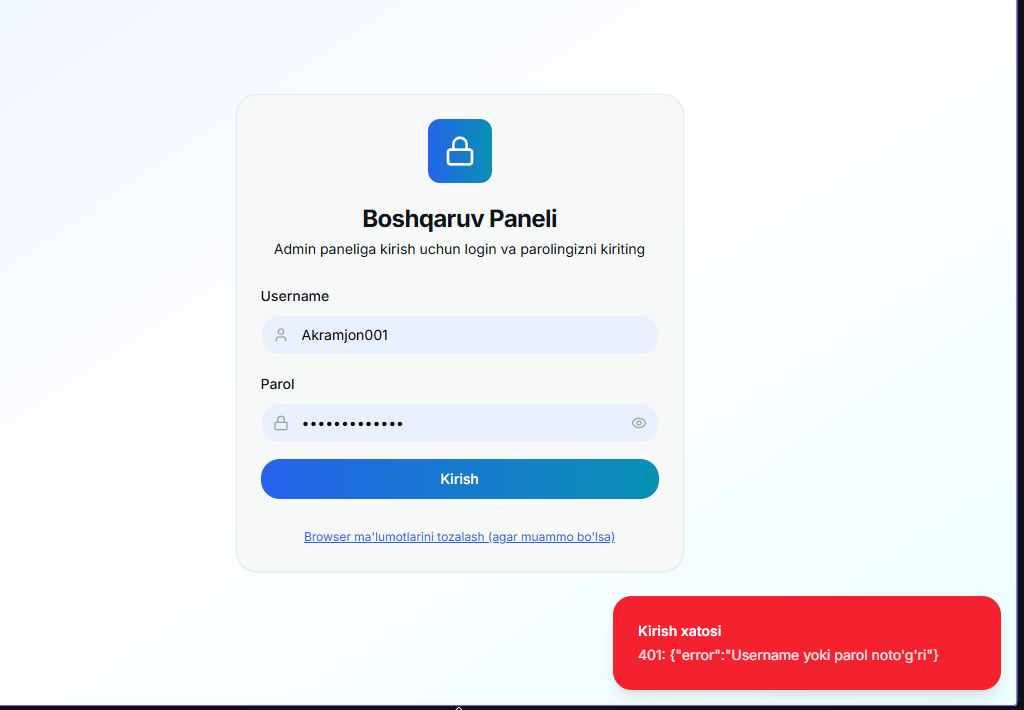 Boshqaruv Paneli
Admin paneliga kirish uchun login va parolingizni kiriting
Username
Akramjon001
Parol
•••••••••••••
Kirish
Browser ma'lumotlarini tozalash (agar muammo bo'lsa)
Kirish xatosi
401: {"error":"Username yoki parol noto'g'ri"}